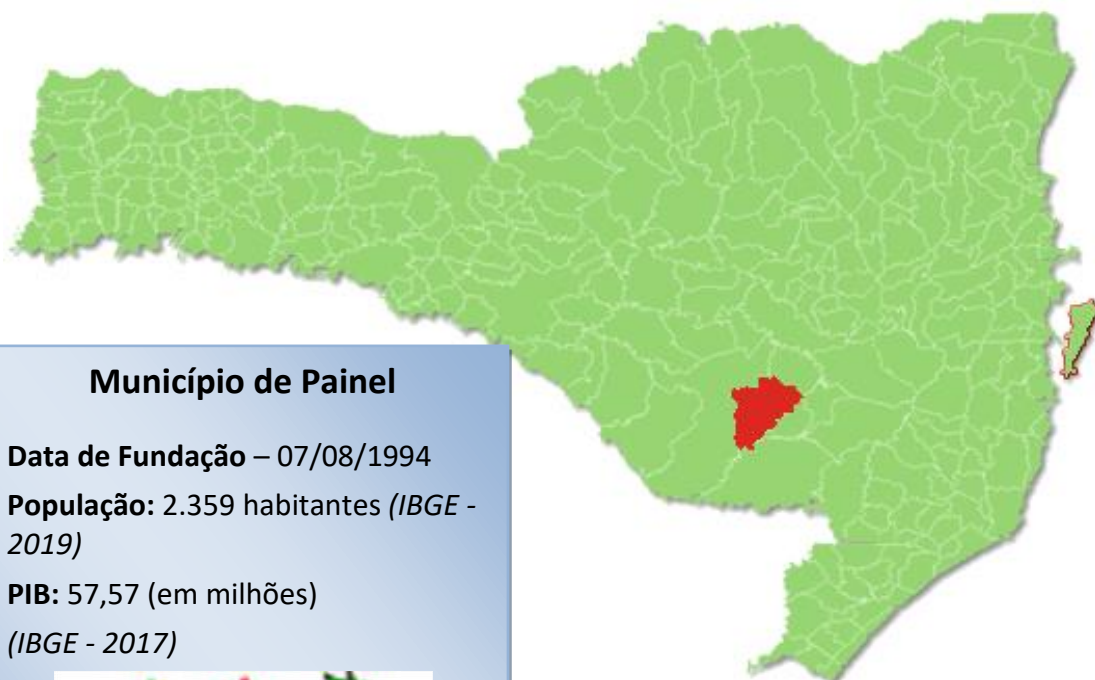 Município de Painel
Data de Fundação – 07/08/1994
População: 2.359 habitantes (IBGE -
2019)
PIB: 57,57 (em milhões)
(IBGE - 2017)